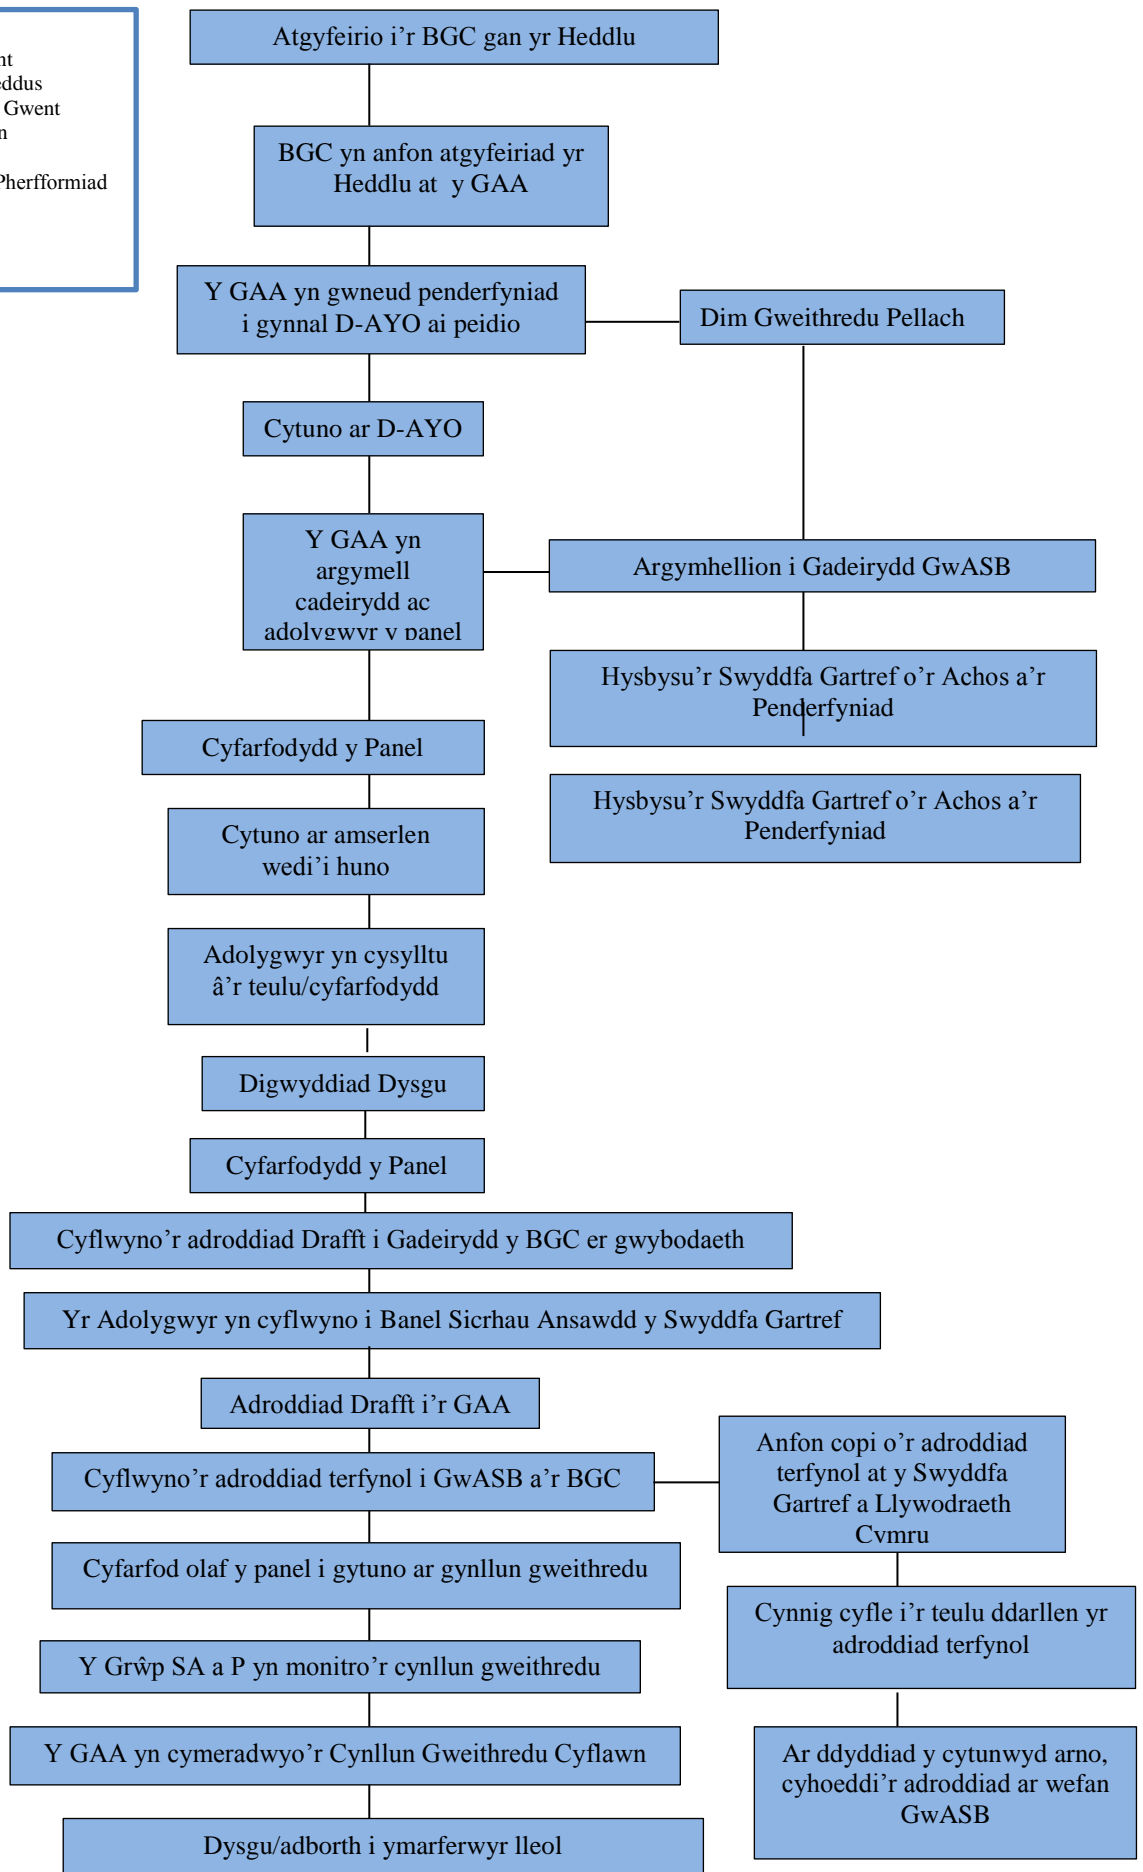 Atgyfeirio i’r BGC gan yr Heddlu
Gwent
BGC yn anfon atgyfeiriad yr
Heddlu at y GAA
Pherfformiad
Y GAA yn gwneud penderfyniad
i gynnal D-AYO ai peidio
Dim Gweithredu Pellach
Cytuno ar D-AYO
Y GAA yn
argymell
cadeirydd ac
adolygwyr y panel
Argymhellion i Gadeirydd GwASB
Hysbysu’r Swyddfa Gartref o’r Achos a’r
Penderfyniad
Cyfarfodydd y Panel
Hysbysu’r Swyddfa Gartref o’r Achos a’r
Penderfyniad
Cytuno ar amserlen
wedi’i huno
Adolygwyr yn cysylltu
â’r teulu/cyfarfodydd
Digwyddiad Dysgu
Cyfarfodydd y Panel
Cyflwyno’r adroddiad Drafft i Gadeirydd y BGC er gwybodaeth
Yr Adolygwyr yn cyflwyno i Banel Sicrhau Ansawdd y Swyddfa Gartref
Adroddiad Drafft i’r GAA
Cyflwyno’r adroddiad terfynol i GwASB a’r BGC
Anfon copi o’r adroddiad
terfynol at y Swyddfa
Gartref a Llywodraeth
Cymru
Cyfarfod olaf y panel i gytuno ar gynllun gweithredu
Cynnig cyfle i’r teulu ddarllen yr
adroddiad terfynol
Y Grŵp SA a P yn monitro’r cynllun gweithredu
Y GAA yn cymeradwyo’r Cynllun Gweithredu Cyflawn
Ar ddyddiad y cytunwyd arno,
cyhoeddi’r adroddiad ar wefan
GwASB
Dysgu/adborth i ymarferwyr lleol